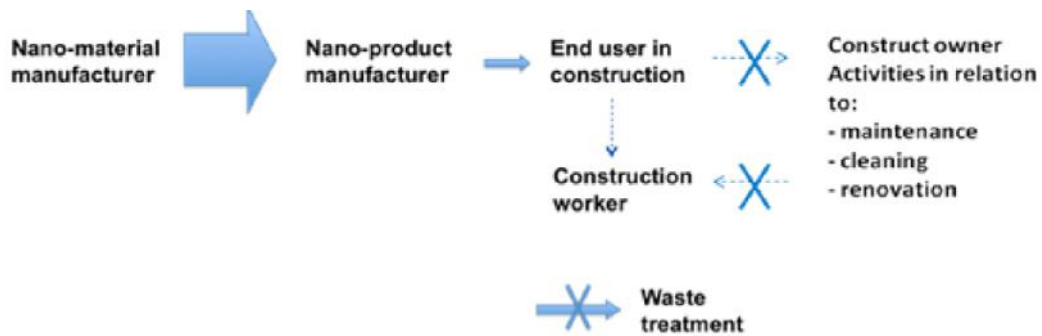 Nano-material
manufacturer
Nano-product
manufacturer
End user in
construction
Construct owner
Activities in relation
to:
- maintenance
- cleaning
- renovation
Construction
worker
Waste
treatment